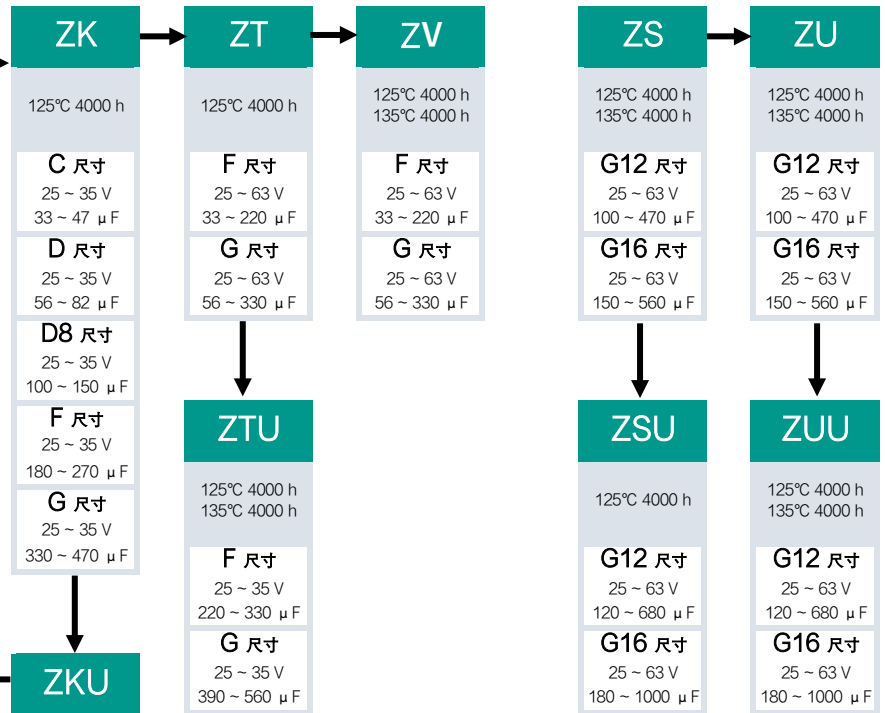 ZK
125℃ 4000 h
C 尺寸
25 ~ 35 V
33 ~ 47 μF
D 尺寸
25 ~ 35 V
56 ~ 82 μF
D8 尺寸
25 ~ 35 V
100 ~ 150 μF
F 尺寸
25 ~ 35 V
180 ~ 270 μF
G 尺寸
25 ~ 35 V
330 ~ 470 μF
ZKU
ZT
125℃ 4000 h
F 尺寸
25 ~ 63 V
33 ~ 220 μF
G 尺寸
25 ~ 63 V
56 ~ 330 μF
ZTU
125℃ 4000 h
135℃ 4000 h
F 尺寸
25 ~ 35 V
220 ~ 330 μF
G 尺寸
25 ~ 35 V
390 ~ 560 μF
ZV
125℃ 4000 h
135℃ 4000 h
F 尺寸
25 ~ 63 V
33 ~ 220 μF
G 尺寸
25 ~ 63 V
56 ~ 330 μF
ZS
125℃ 4000 h
135℃ 4000 h
G12 尺寸
25 ~ 63 V
100 ~ 470 μF
G16 尺寸
25 ~ 63 V
150 ~ 560 μF
ZSU
125℃ 4000 h
G12 尺寸
25 ~ 63 V
120 ~ 680 μF
G16 尺寸
25 ~ 63 V
180 ~ 1000 μF
ZU
125℃ 4000 h
135℃ 4000 h
G12 尺寸
25 ~ 63 V
100 ~ 470 μF
G16 尺寸
25 ~ 63 V
150 ~ 560 μF
ZUU
125℃ 4000 h
135℃ 4000 h
G12 尺寸
25 ~ 63 V
120 ~ 680 μF
G16 尺寸
25 ~ 63 V
180 ~ 1000 μF